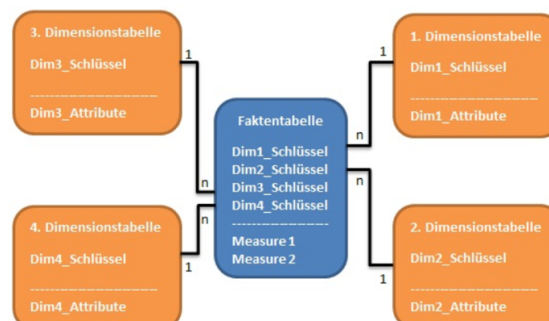 3. Dimensionstabelle
Dim3_Schlüssel
--------------------------------
Dim3_Attribute
1
n
1. Dimensionstabelle
Dim1_Schlüssel
--------------------------------
Dim1_Attribute
1
n
Faktentabelle
Dim1_Schlüssel
Dim2_Schlüssel
Dim3_Schlüssel
Dim4_Schlüssel
------------------------
Measure 1
Measure 2
4. Dimensionstabelle
Dim4_Schlüssel
--------------------------------
Dim4_Attribute
n
1
2. Dimensionstabelle
Dim2_Schlüssel
--------------------------------
Dim2_Attribute
n
1